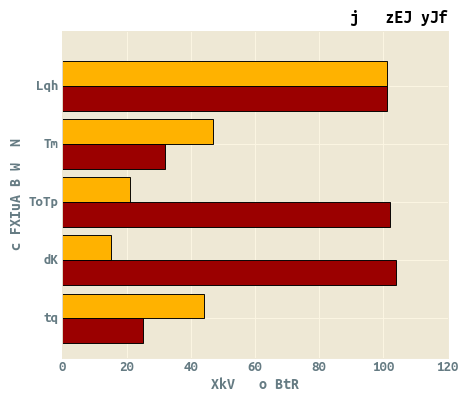 j   zEJ yJf
Lqh
Tm
ToTp
dK
tq
c FXIuA B W  N
0 20 40 60 80 100 120
XkV   o BtR